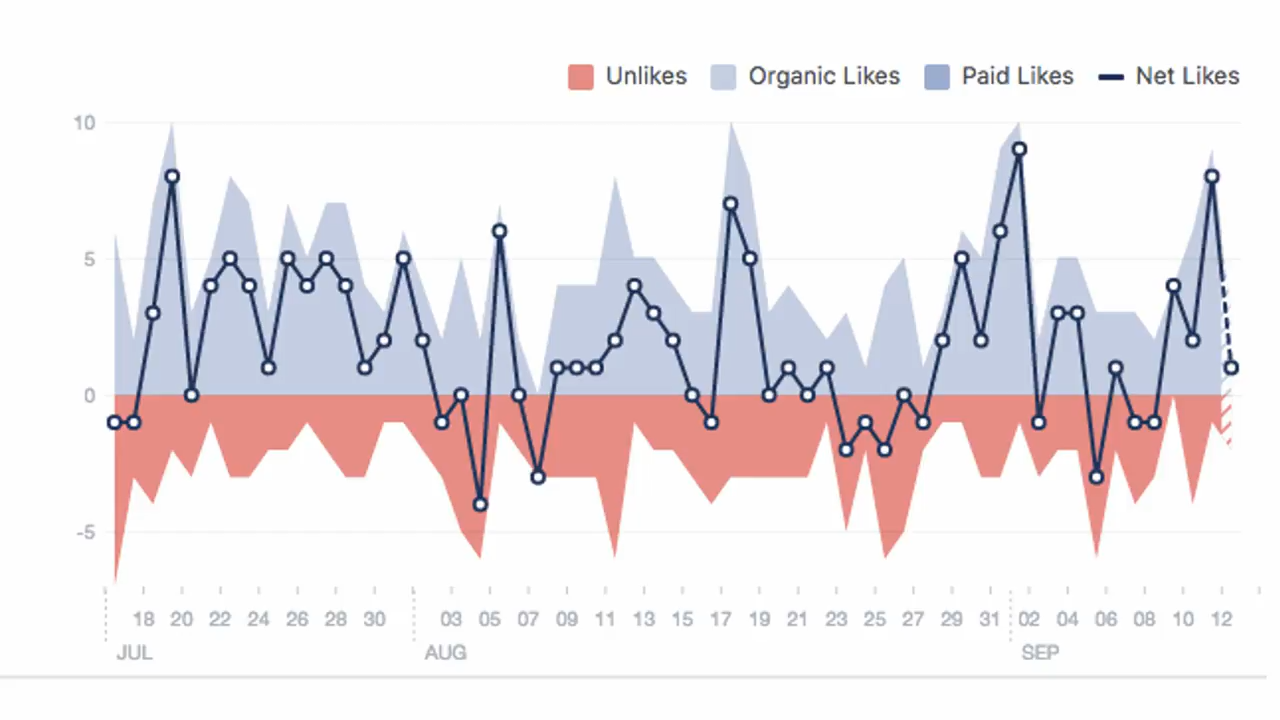 Unlikes Organic Likes Paid Likes Net Likes
10
5
0
-5
18 20 22 24 26 28 30 03 05 07 09 11 13 15 17 19 21 23 25 27 29 31 02 04 06 08 10 12
JUL AUG SEP